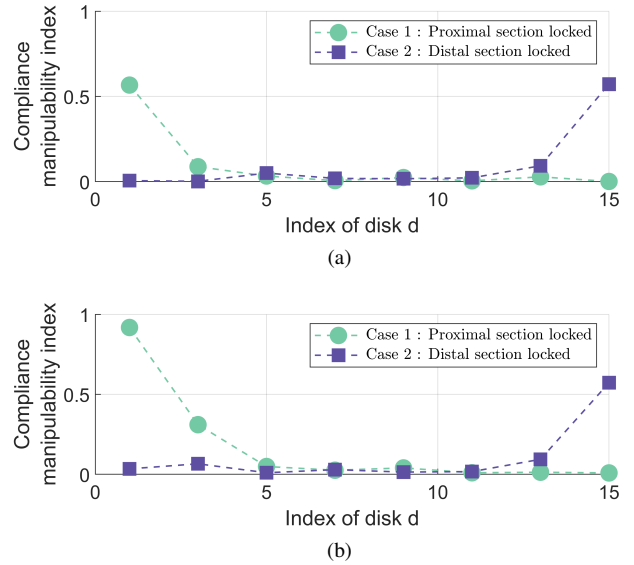 1
Case 1 : Proximal section locked
Case 2 : Distal section locked
Compliance
manipulability index
0.5
0
0 5 10 15
Index of disk d
(a)
1
Case 1 : Proximal section locked
Case 2 : Distal section locked
Compliance
manipulability index
0.5
0
0 5 10 15
Index of disk d
(b)